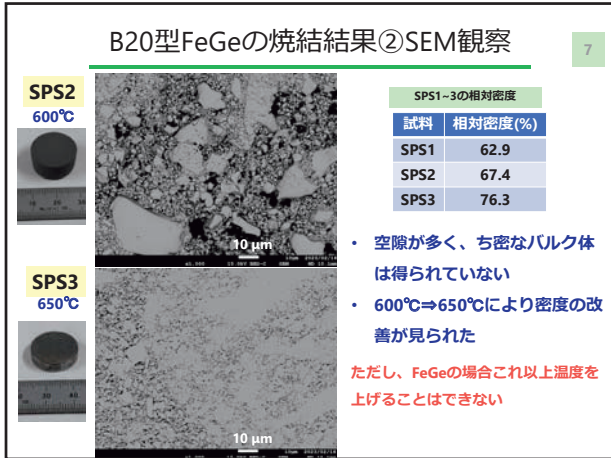 B20型FeGeの焼結結果②SEM観察
7
SPS2
600℃
10 μm
SPS3
650℃
10 μm
SPS1~3の相対密度
試料 相対密度(%)
SPS1 62.9
SPS2 67.4
SPS3 76.3
• 空隙が多く、ち密なバルク体
は得られていない
• 600℃⇒650℃により密度の改
善が見られた
ただし、FeGeの場合これ以上温度を
上げることはできない